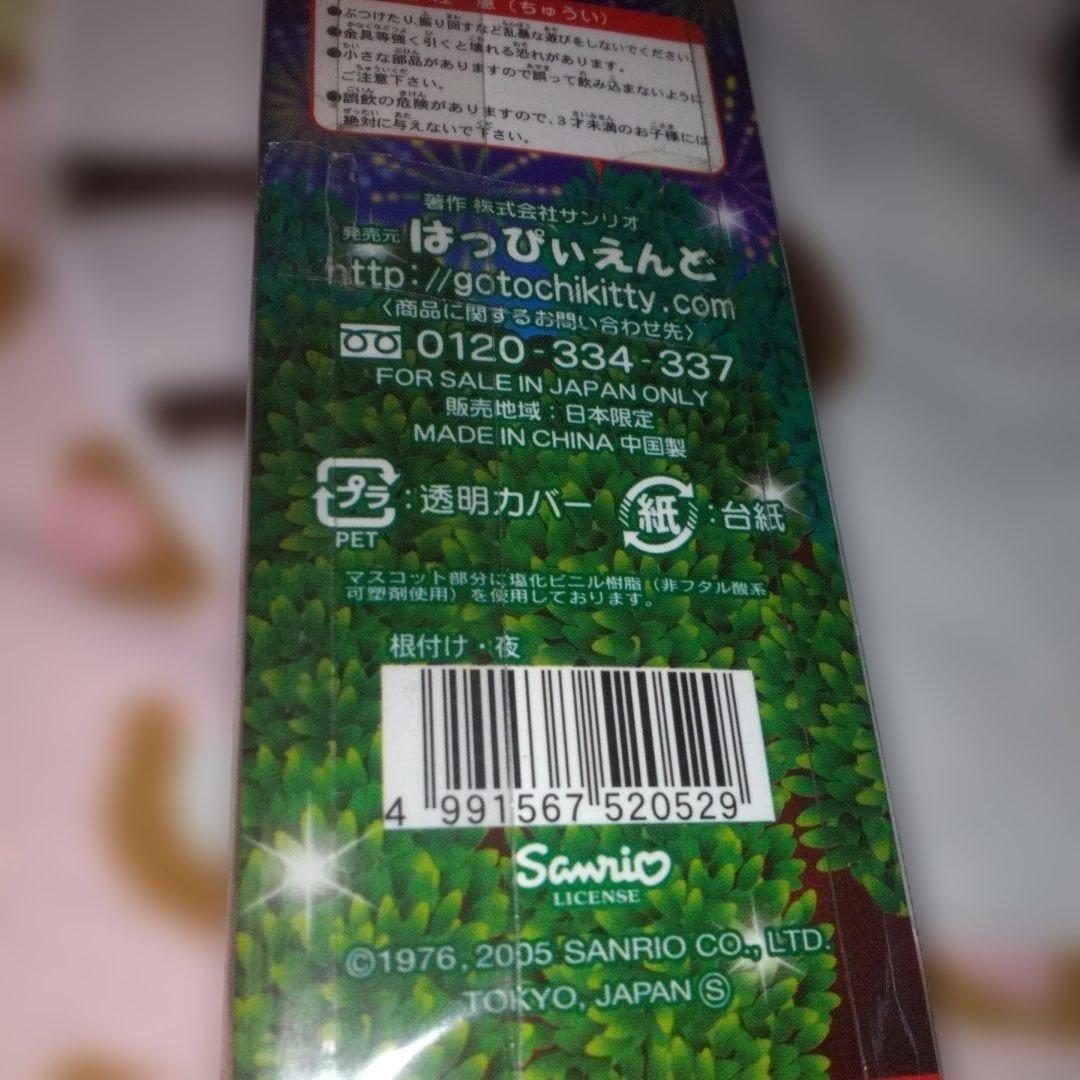 意（ちゅうい）
●ぶつけたり、振り回すなど乱暴な遊びをしないでください。
●金具等強く引くと壊れる恐れがあります。
●小さな部品がありますので誤って飲み込まないように
ご注意下さい。
●誤飲の危険がありますので、3才未満のお子様には
絶対に与えないで下さい。
著作 株式会社サンリオ
発売元 はっぴぃえんど
http://gotochikitty.com
〈商品に関するお問い合わせ先〉
0120-334-337
FOR SALE IN JAPAN ONLY
販売地域：日本限定
MADE IN CHINA 中国製
プラ：透明カバー 紙：台紙
PET
マスコット部分に塩化ビニル樹脂（非フタル酸系
可塑剤使用）を使用しております。
根付け・夜
4 991567 520529
Sanrio
LICENSE
©1976, 2005 SANRIO CO., LTD.
TOKYO, JAPAN Ⓢ